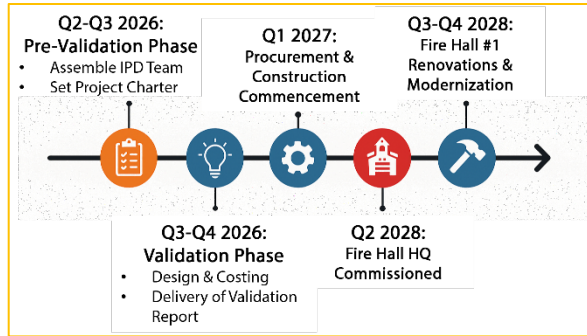 Q2-Q3 2026:
Pre-Validation Phase
• Assemble IPD Team
• Set Project Charter
Q3-Q4 2026:
Validation Phase
• Design & Costing
• Delivery of Validation
Report
Q1 2027:
Procurement &
Construction
Commencement
Q2 2028:
Fire Hall HQ
Commissioned
Q3-Q4 2028:
Fire Hall #1
Renovations &
Modernization